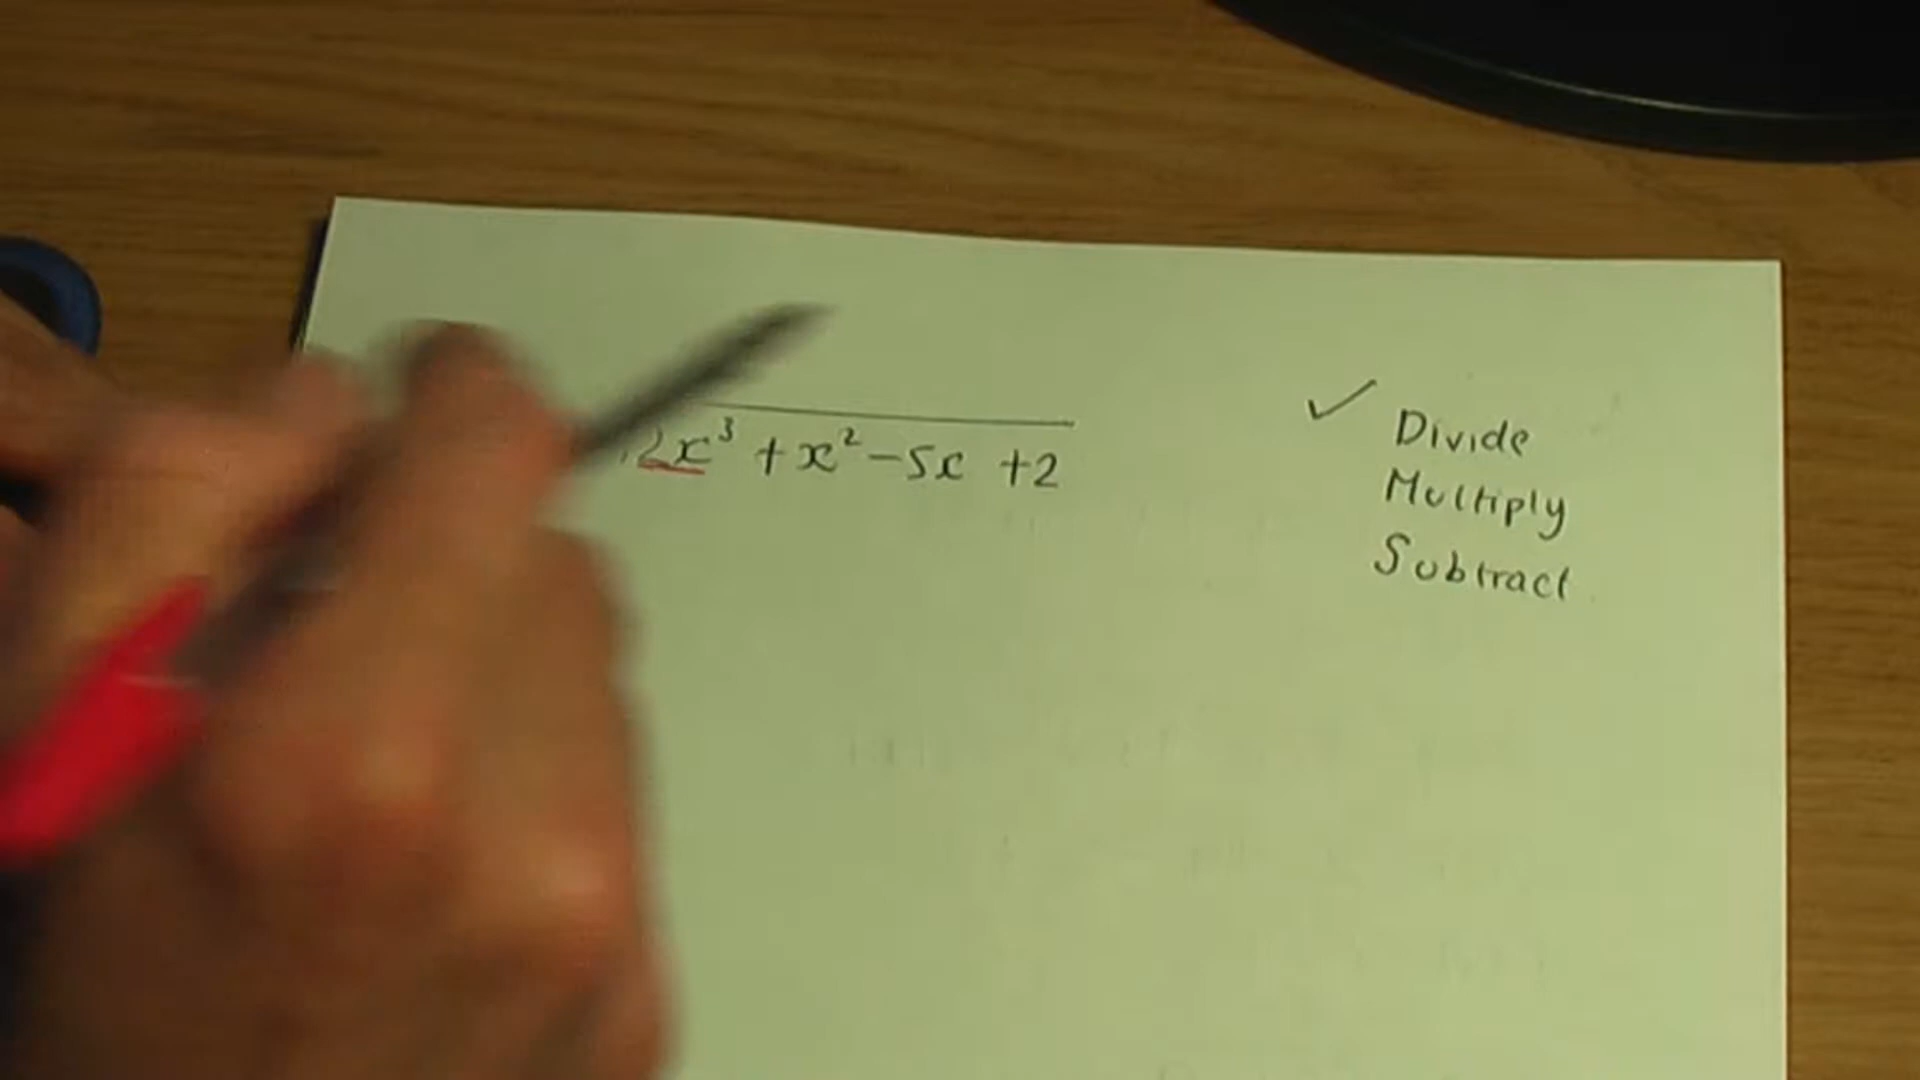 2x³ + x² - 5x + 2
✓ Divide
Multiply
Subtract